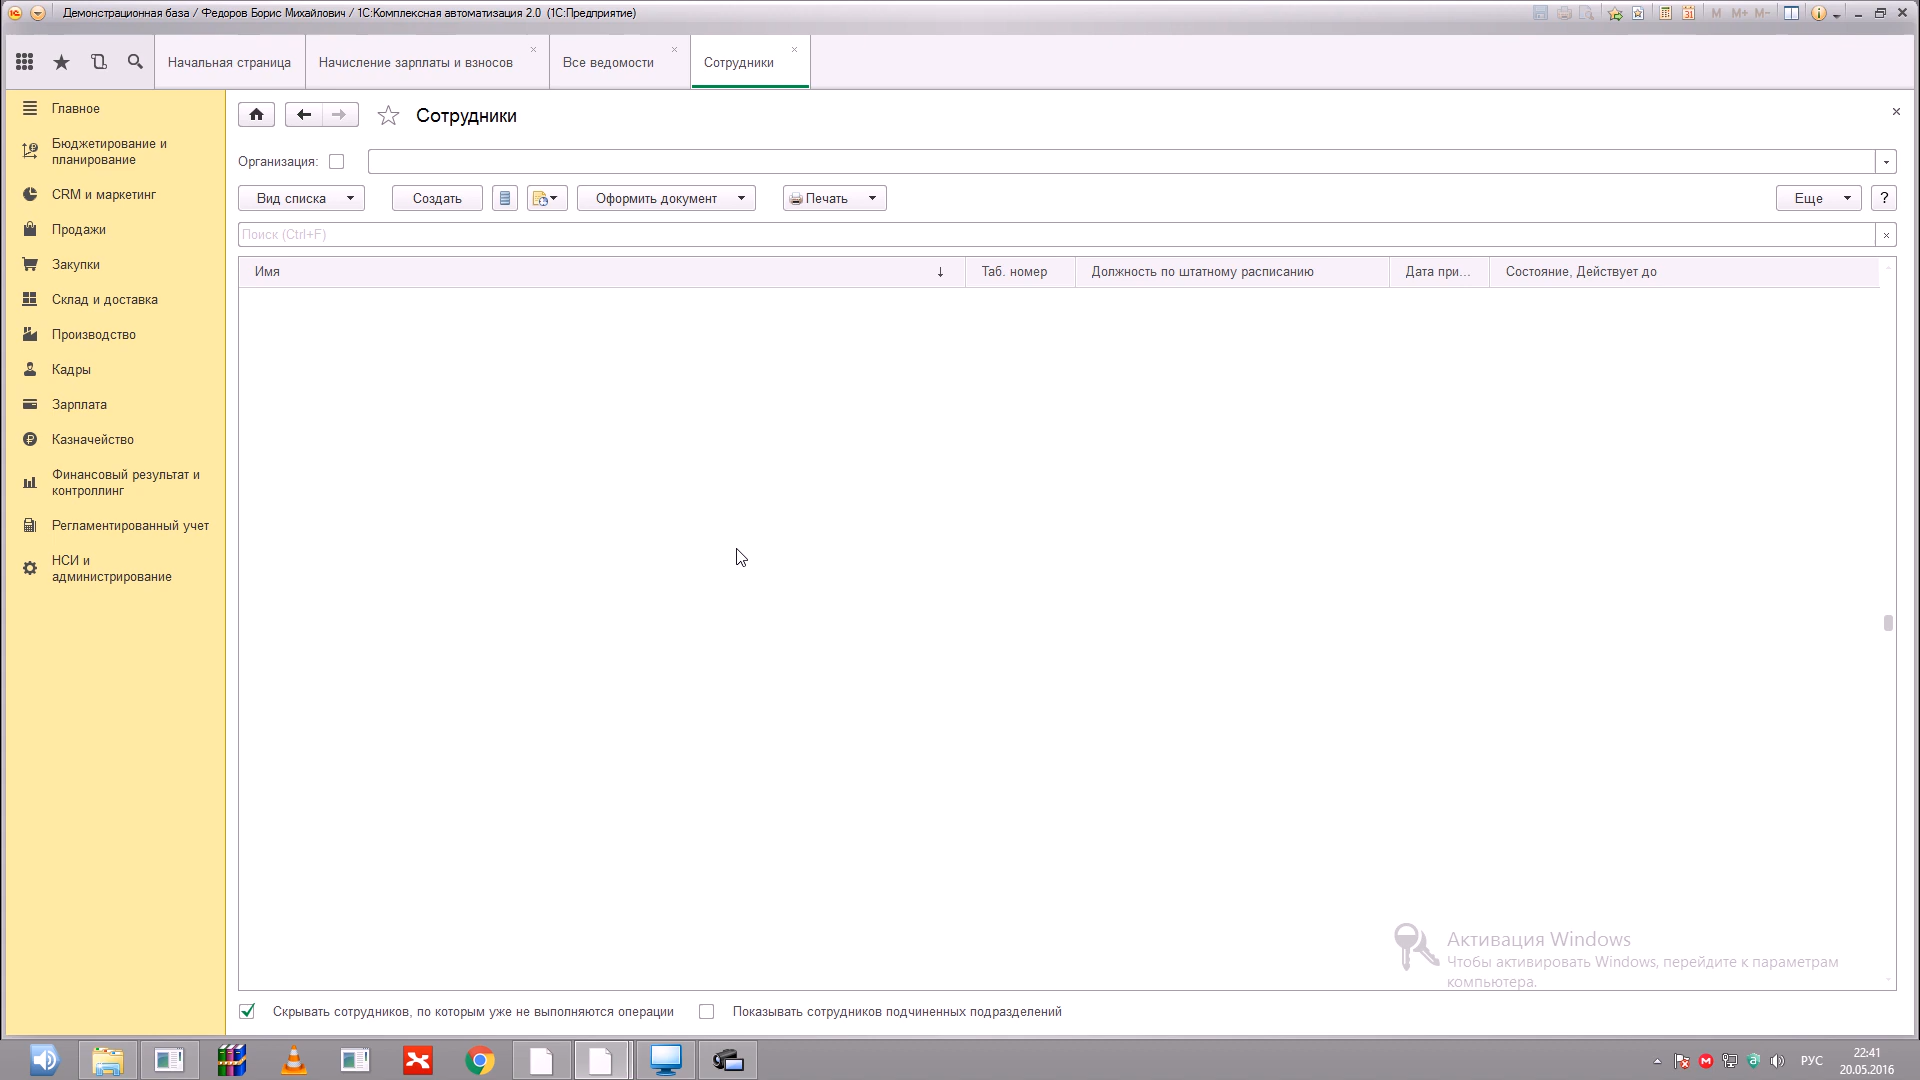 Демонстрационная база / Федоров Борис Михайлович / 1С:Комплексная автоматизация 2.0 (1С:Предприятие)
M M+ M-
Начальная страница
Начисление зарплаты и взносов
Все ведомости
Сотрудники
Главное
Бюджетирование и
планирование
CRM и маркетинг
Продажи
Закупки
Склад и доставка
Производство
Кадры
Зарплата
Казначейство
Финансовый результат и
контроллинг
Регламентированный учет
НСИ и
администрирование
Сотрудники
Организация:
Вид списка
Создать
Оформить документ
Печать
Еще
?
Поиск (Ctrl+F)
Имя
Таб. номер
Должность по штатному расписанию
Дата при...
Состояние, Действует до
Активация Windows
Чтобы активировать Windows, перейдите к параметрам
компьютера.
Скрывать сотрудников, по которым уже не выполняются операции
Показывать сотрудников подчиненных подразделений
РУС
22:41
20.05.2016